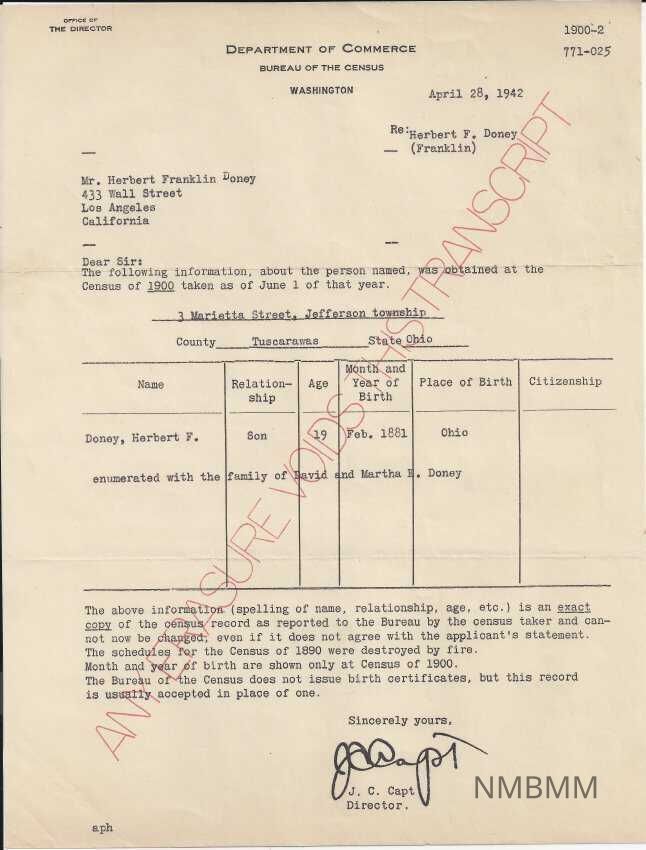 OFFICE OF
THE DIRECTOR
1900-2
771-025
DEPARTMENT OF COMMERCE
BUREAU OF THE CENSUS
WASHINGTON
April 28, 1942
Re: Herbert F. Doney
(Franklin)
Mr. Herbert Franklin Doney
433 Wall Street
Los Angeles
California
Dear Sir:
The following information, about the person named, was obtained at the
Census of 1900 taken as of June 1 of that year.
3 Marietta Street, Jefferson township
County Tuscarawas State Ohio
Name Relation-ship Age Month and Year of Birth Place of Birth Citizenship
Doney, Herbert F. Son 19 Feb. 1881 Ohio
enumerated with the family of David and Martha E. Doney
The above information (spelling of name, relationship, age, etc.) is an exact
copy of the census record as reported to the Bureau by the census taker and can-
not now be changed, even if it does not agree with the applicant's statement.
The schedules for the Census of 1890 were destroyed by fire.
Month and year of birth are shown only at Census of 1900.
The Bureau of the Census does not issue birth certificates, but this record
is usually accepted in place of one.
Sincerely yours,
J C Capt
J. C. Capt
Director.
aph
ANY ERASURE VOIDS THIS TRANSCRIPT
NMBMM